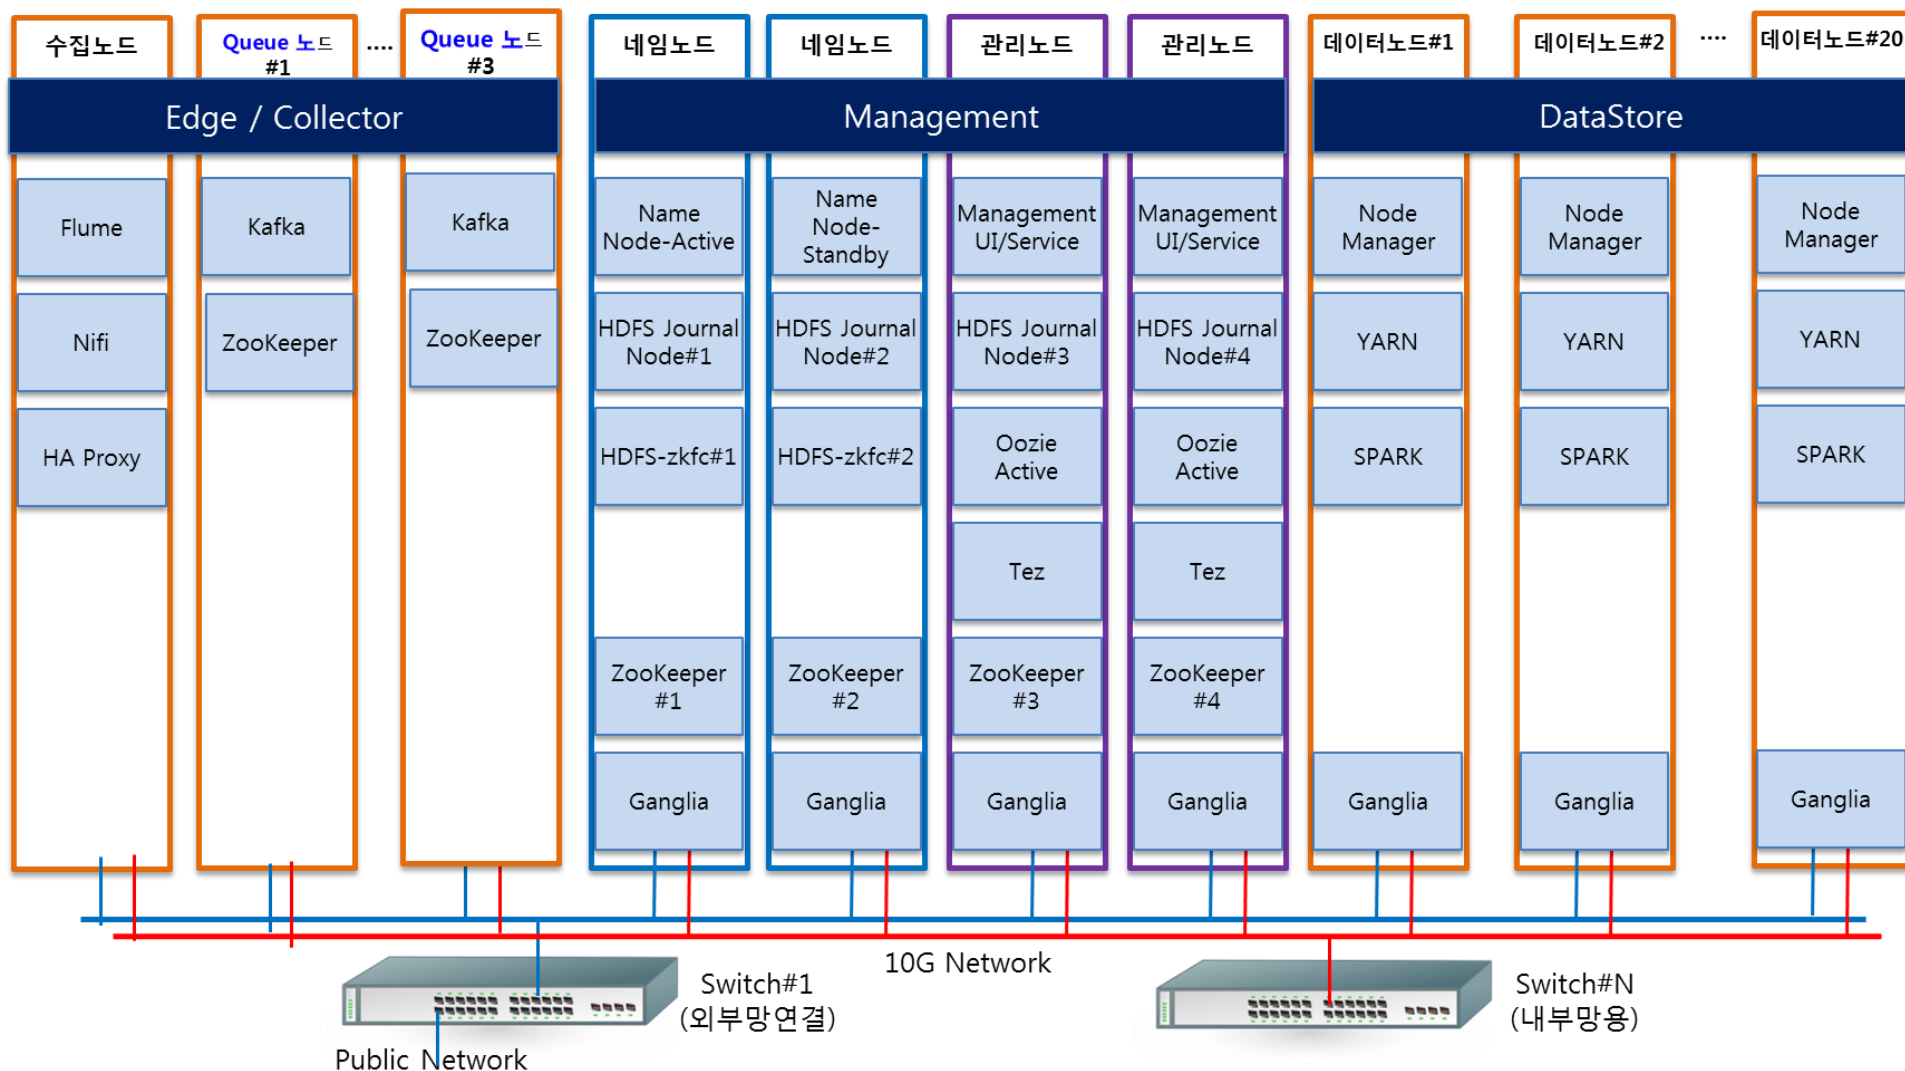 수집노드
Queue 노드
#1
....
Queue 노드
#3
네임노드
네임노드
관리노드
관리노드
데이터노드#1
데이터노드#2
....
데이터노드#20
Edge / Collector
Management
DataStore
Flume
Kafka
Kafka
Name
Node-Active
Name
Node-
Standby
Management
UI/Service
Management
UI/Service
Node
Manager
Node
Manager
Node
Manager
Nifi
ZooKeeper
ZooKeeper
HDFS Journal
Node#1
HDFS Journal
Node#2
HDFS Journal
Node#3
HDFS Journal
Node#4
YARN
YARN
YARN
HA Proxy
HDFS-zkfc#1
HDFS-zkfc#2
Oozie
Active
Oozie
Active
SPARK
SPARK
SPARK
Tez
Tez
ZooKeeper
#1
ZooKeeper
#2
ZooKeeper
#3
ZooKeeper
#4
Ganglia
Ganglia
Ganglia
Ganglia
Ganglia
Ganglia
Ganglia
10G Network
Switch#1
(외부망연결)
Switch#N
(내부망용)
Public Network